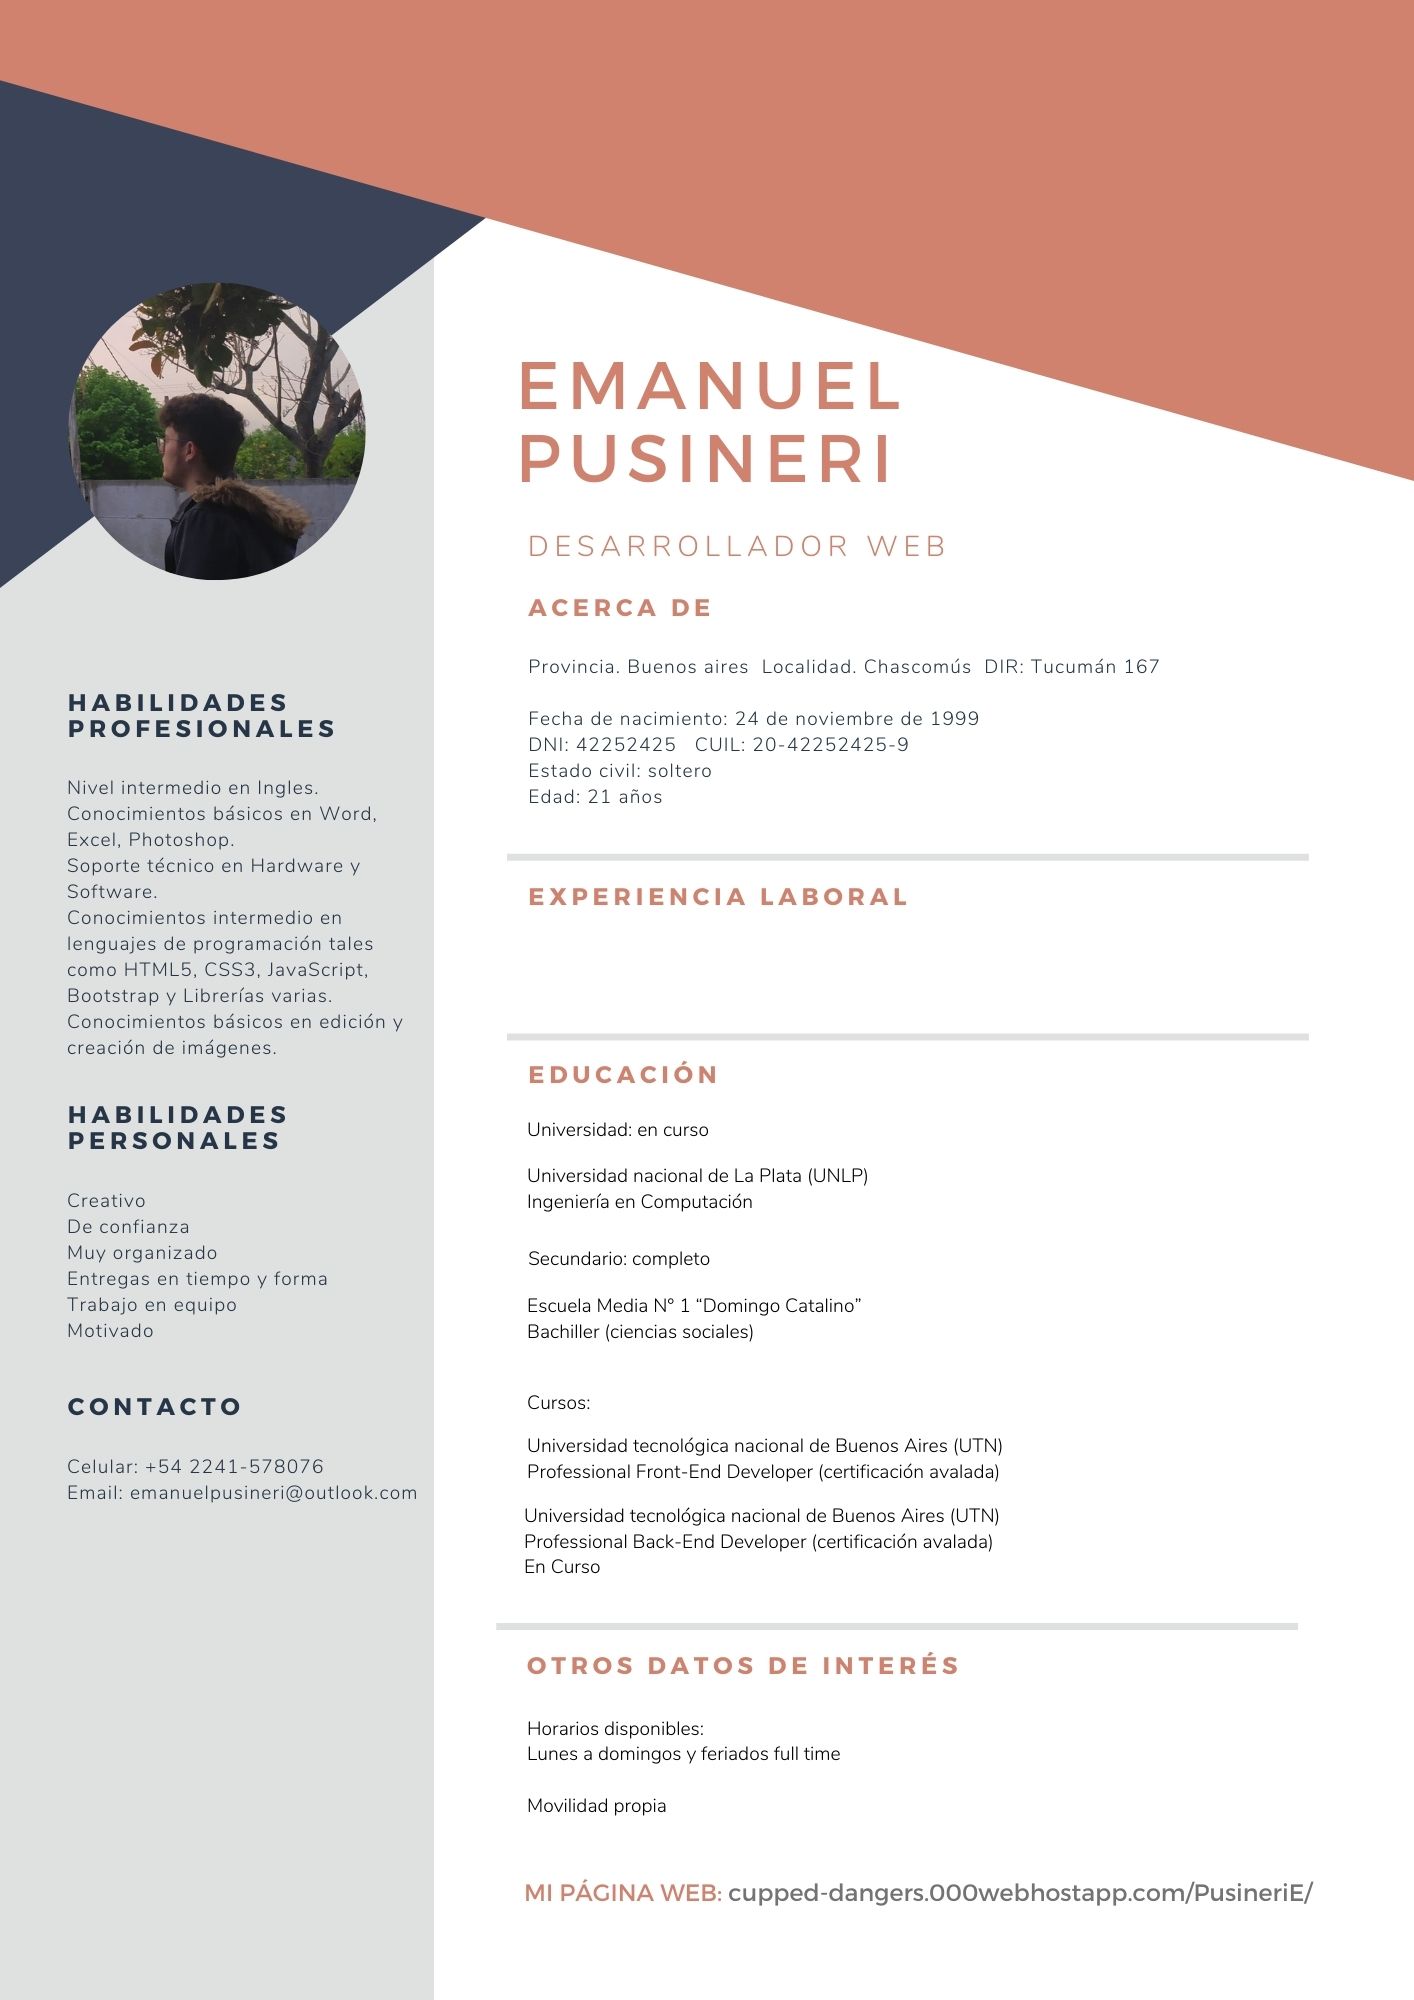 EMANUEL
PUSINERI
DESARROLLADOR WEB
ACERCA DE
Provincia. Buenos aires  Localidad. Chascomús  DIR: Tucumán 167
Fecha de nacimiento: 24 de noviembre de 1999
DNI: 42252425   CUIL: 20-42252425-9
Estado civil: soltero
Edad: 21 años
HABILIDADES
PROFESIONALES
Nivel intermedio en Ingles.
Conocimientos básicos en Word,
Excel, Photoshop.
Soporte técnico en Hardware y
Software.
Conocimientos intermedio en
lenguajes de programación tales
como HTML5, CSS3, JavaScript,
Bootstrap y Librerías varias.
Conocimientos básicos en edición y
creación de imágenes.
HABILIDADES
PERSONALES
Creativo
De confianza
Muy organizado
Entregas en tiempo y forma
Trabajo en equipo
Motivado
CONTACTO
Celular: +54 2241-578076
Email: emanuelpusineri@outlook.com
EXPERIENCIA LABORAL
EDUCACIÓN
Universidad: en curso
Universidad nacional de La Plata (UNLP)
Ingeniería en Computación
Secundario: completo
Escuela Media N° 1 “Domingo Catalino”
Bachiller (ciencias sociales)
Cursos:
Universidad tecnológica nacional de Buenos Aires (UTN)
Professional Front-End Developer (certificación avalada)
Universidad tecnológica nacional de Buenos Aires (UTN)
Professional Back-End Developer (certificación avalada)
En Curso
OTROS DATOS DE INTERÉS
Horarios disponibles:
Lunes a domingos y feriados full time
Movilidad propia
MI PÁGINA WEB: cupped-dangers.000webhostapp.com/PusineriE/